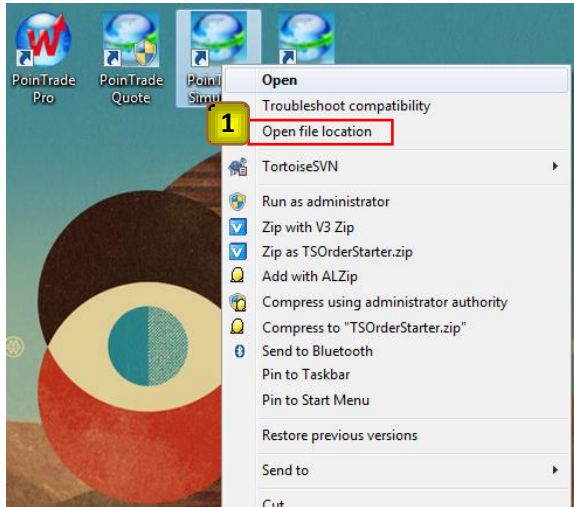 PoinTrade
Pro
PoinTrade
Quote
Open
Troubleshoot compatibility
1
Open file location
TortoiseSVN
Run as administrator
Zip with V3 Zip
Zip as TSOrderStarter.zip
Add with ALZip
Compress using administrator authority
Compress to "TSOrderStarter.zip"
Send to Bluetooth
Pin to Taskbar
Pin to Start Menu
Restore previous versions
Send to
Cut